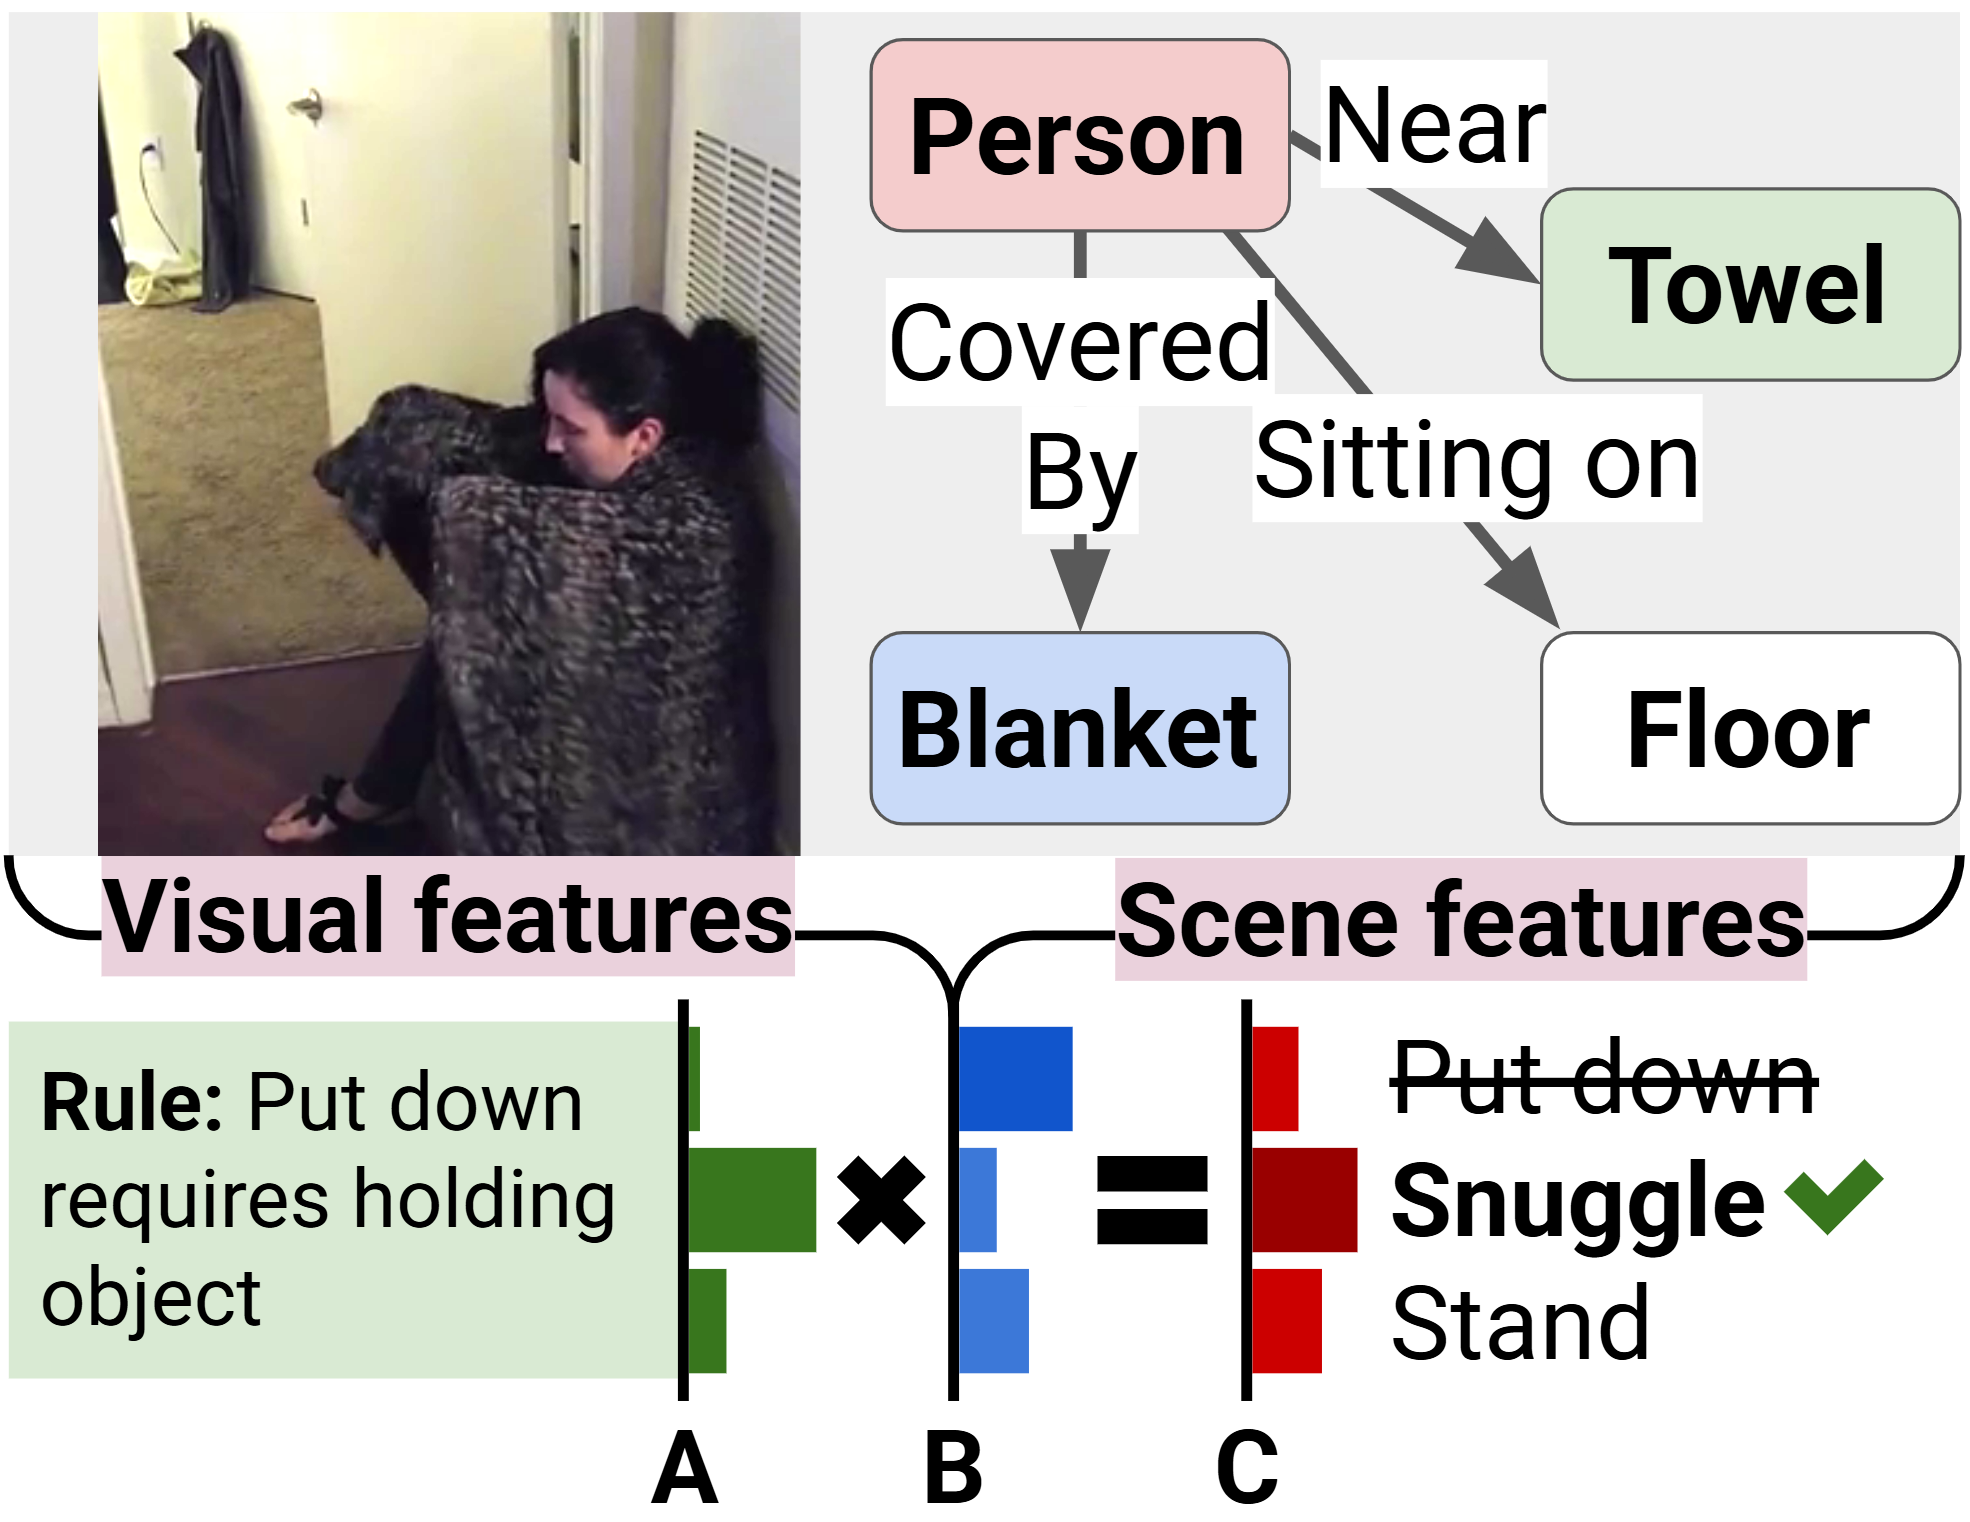 Person
Near
Towel
Covered
By
Sitting on
Blanket
Floor
Visual features
Scene features
Rule: Put down
requires holding
object
Put down
Snuggle
Stand
A
B
C